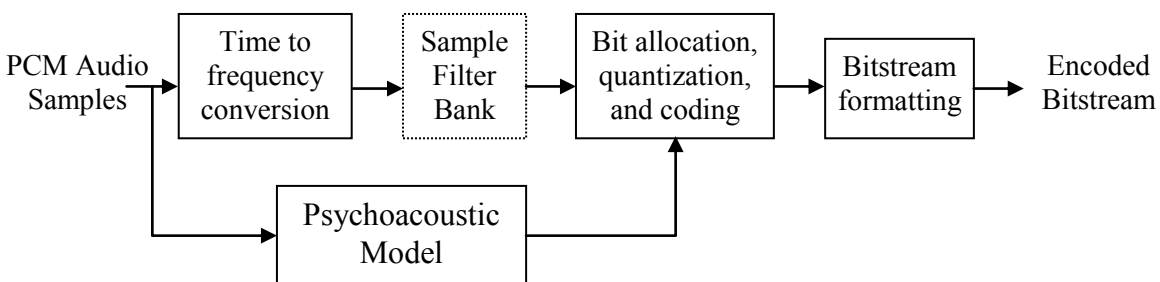 PCM Audio
Samples
Time to
frequency
conversion
Sample
Filter
Bank
Bit allocation,
quantization,
and coding
Bitstream
formatting
Encoded
Bitstream
Psychoacoustic
Model